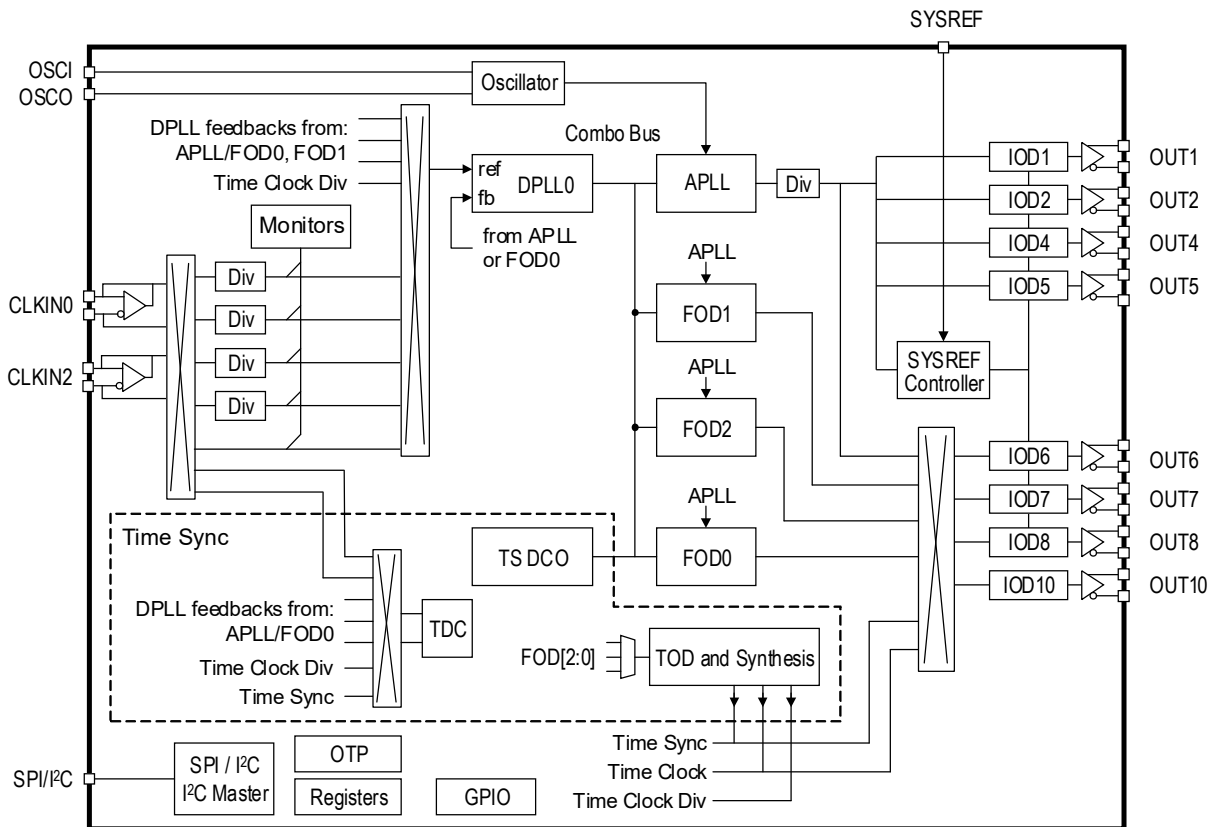 SYSREF
OSCI
OSCO
Oscillator
DPLL feedbacks from:
APLL/FOD0, FOD1
Time Clock Div
Combo Bus
ref
fb
DPLL0
from APLL
or FOD0
APLL
Div
IOD1
OUT1
IOD2
OUT2
IOD4
OUT4
IOD5
OUT5
Monitors
Div
Div
Div
Div
CLKIN0
CLKIN2
APLL
FOD1
APLL
FOD2
APLL
FOD0
SYSREF
Controller
IOD6
OUT6
IOD7
OUT7
IOD8
OUT8
IOD10
OUT10
Time Sync
TS DCO
DPLL feedbacks from:
APLL/FOD0
Time Clock Div
Time Sync
TDC
FOD[2:0]
TOD and Synthesis
Time Sync
Time Clock
Time Clock Div
SPI/I²C
SPI / I²C
I²C Master
OTP
Registers
GPIO